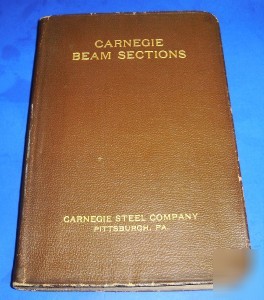 CARNEGIE
BEAM SECTIONS
CARNEGIE STEEL COMPANY
PITTSBURGH, PA.